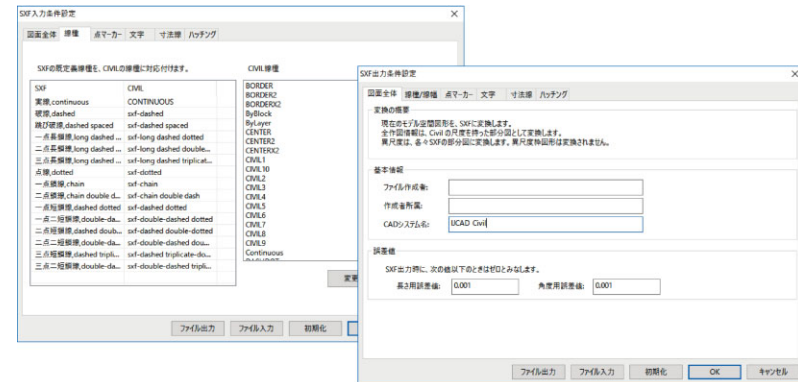 SXF入力条件設定
図面全体 線種 点マーカー 文字 寸法線 ハッチング
SXFの既定義線種を、CIVILの線種に対応付けます。
CIVIL線種
SXF CIVIL
実線,continuous CONTINUOUS
破線,dashed sxf-dashed
跳び破線,dashed spaced sxf-dashed spaced
一点長鎖線,long dashed ... sxf-long dashed dotted
二点長鎖線,long dashed ... sxf-long dashed double...
三点長鎖線,long dashed ... sxf-long dashed triplicat...
点線,dotted sxf-dotted
一点鎖線,chain sxf-chain
二点鎖線,chain double d... sxf-chain double dash
一点短鎖線,dashed dotted sxf-dashed dotted
一点二短鎖線,double-da... sxf-double-dashed dotted
二点短鎖線,dashed doub... sxf-dashed double-dotted
二点二短鎖線,double-da... sxf-double-dashed dou...
三点短鎖線,dashed tripli... sxf-dashed triplicate-do...
三点二短鎖線,double-da... sxf-double-dashed tripli...
BORDER
BORDER2
BORDERX2
ByBlock
ByLayer
CENTER
CENTER2
CENTERX2
CIVIL1
CIVIL10
CIVIL2
CIVIL3
CIVIL4
CIVIL5
CIVIL6
CIVIL7
CIVIL8
CIVIL9
Continuous
変更
ファイル出力 ファイル入力 初期化
SXF出力条件設定
図面全体 線種/線幅 点マーカー 文字 寸法線 ハッチング
変換の概要
現在のモデル空間図形を、SXFに変換します。
全作図情報は、Civilの尺度を持った部分図として変換します。
異尺度は、各々SXFの部分図に変換します。異尺度枠図形は変換されません。
基本情報
ファイル作成者:
作成者所属:
CADシステム名: IJCAD Civil
誤差値
SXF出力時に、次の値以下のときはゼロとみなします。
長さ用誤差値: 0.001 角度用誤差値: 0.001
ファイル出力 ファイル入力 初期化 OK キャンセル